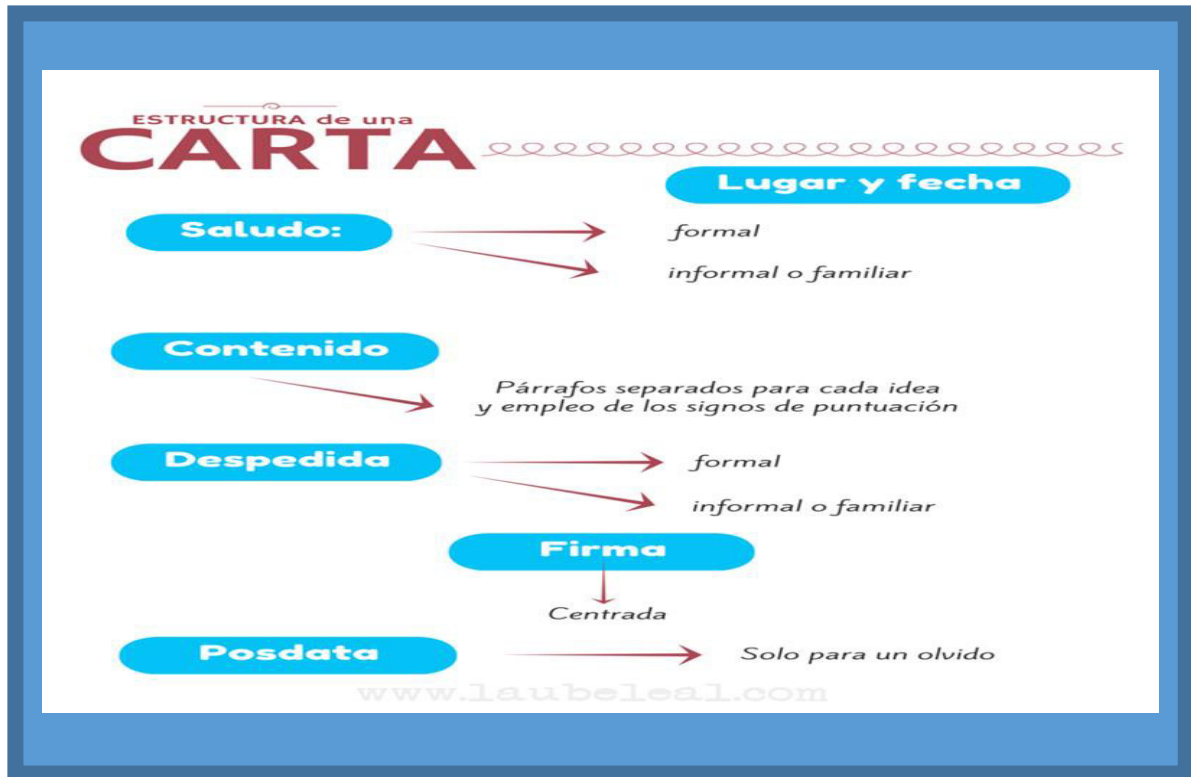 ESTRUCTURA de una
CARTA
Lugar y fecha
Saludo:
formal
informal o familiar
Contenido
Párrafos separados para cada idea
y empleo de los signos de puntuación
Despedida
formal
informal o familiar
Firma
Centrada
Posdata
Solo para un olvido
www.laubeleal.com